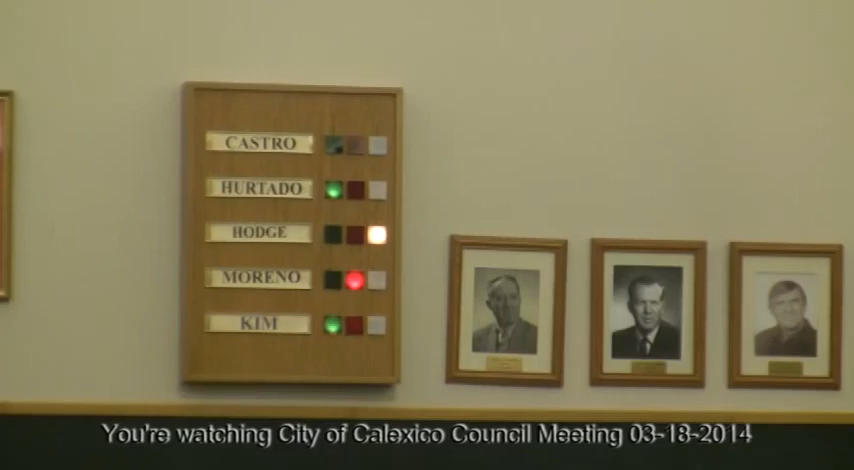 CASTRO
HURTADO
HODGE
MORENO
KIM
You're watching City of Calexico Council Meeting 03-18-2014